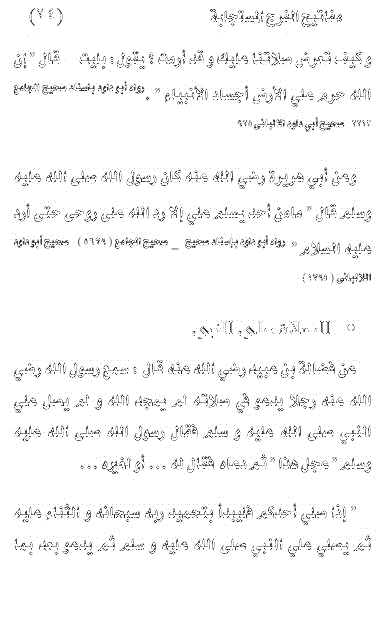 مفاتيح الفرج المستجابة (٢٤)
و كيف تعرض صلاتنا عليك و قد أرمت ؟ يقول : بليت – قال " إن
الله حرم علي الأرض أجساد الأنبياء " . رواه أبو داود بإسناد صحيح الجامع
٢٢١٢ صحيح أبي داود الألباني ٩٢٥
وعن أبي هريرة رضي الله عنه كان رسول الله صلى الله عليه
وسلم قال " مامن أحد يسلم علي إلا رد الله على روحي حتى أرد
عليه السلام " رواه أبو داود بإسناد صحيح – صحيح الجامع ( ٥٦٧٩ ) صحيح أبو داود
الألباني ( ١٧٩٥ )
○ الصلاة علي النبي .
عن فضالة بن عبيد رضي الله عنه قال : سمع رسول الله رضي
الله عنه رجلا يدعو في صلاته لم يمجد الله و لم يصل علي
النبي صلى الله عليه و سلم فقال رسول الله صلى الله عليه
وسلم " عجل هذا " ثم دعاه فقال له ... أو لغيره ...
" إذا صلي أحدكم فليبدأ بتحميد ربه سبحانه و الثناء عليه
ثم يصلي علي النبي صلى الله عليه و سلم ثم يدعو بعد بما